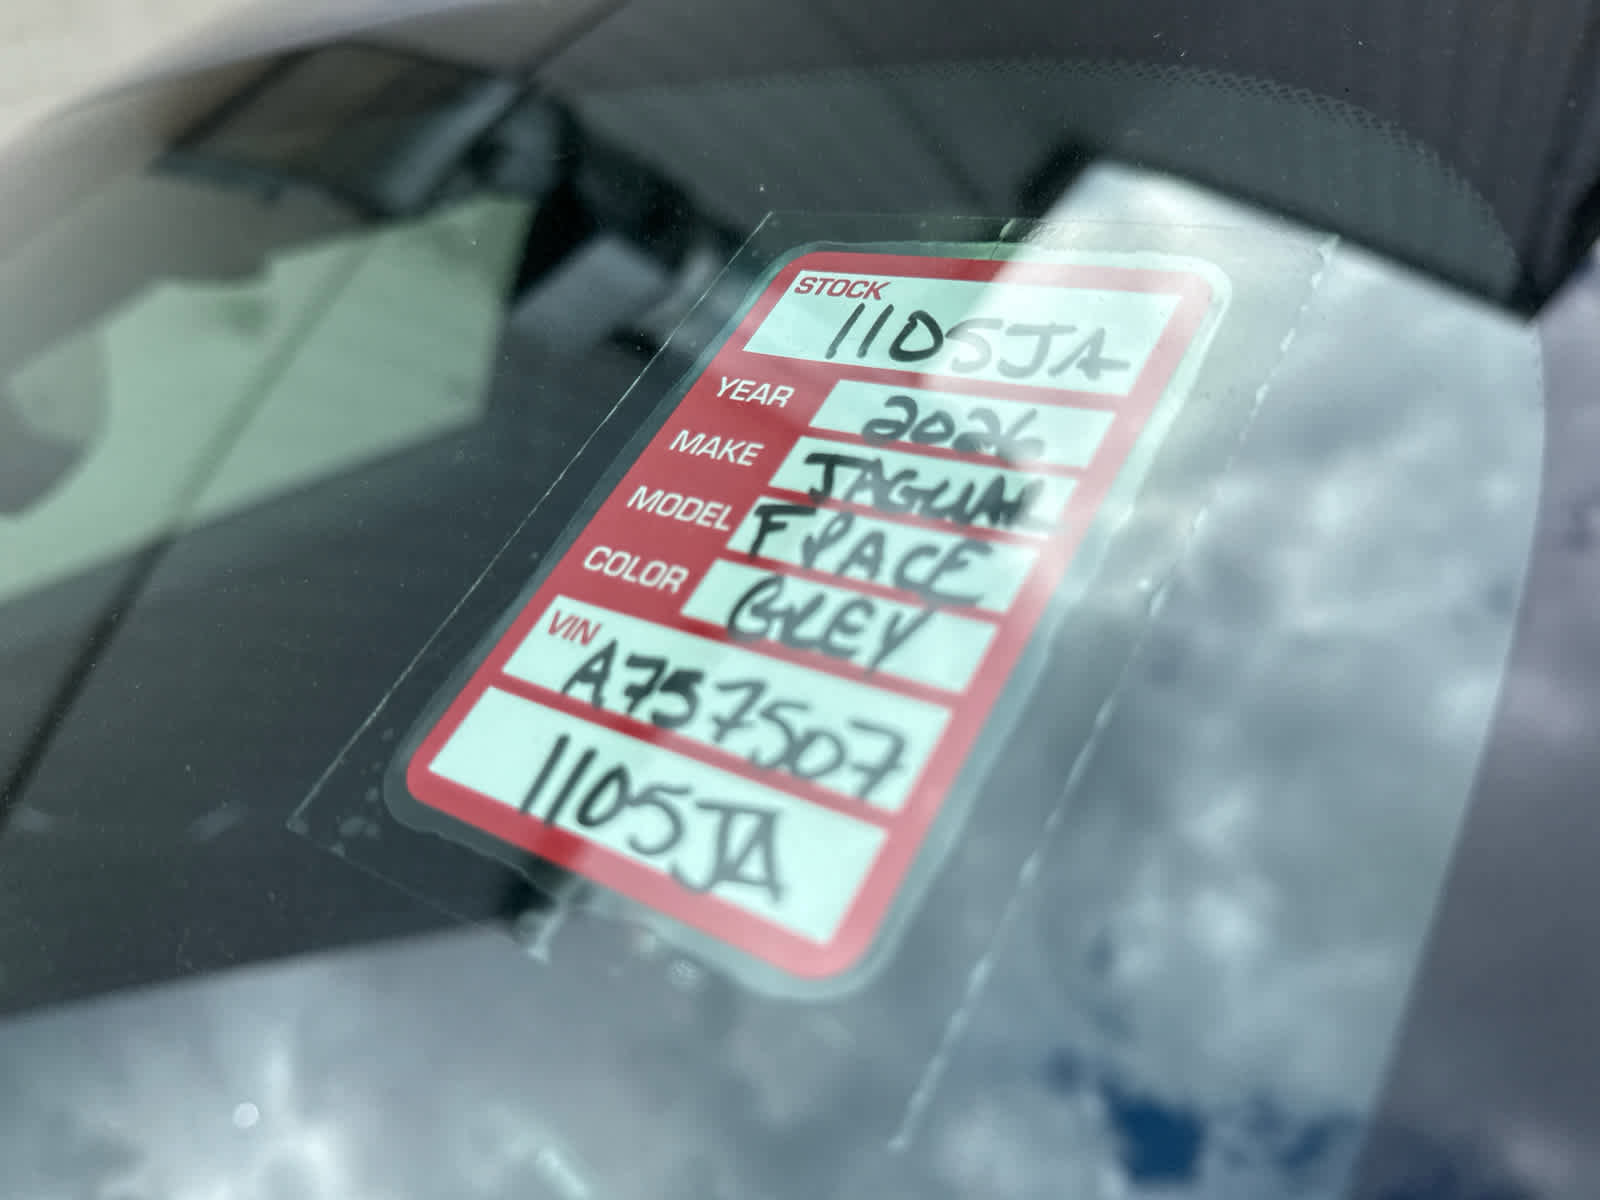 STOCK
1105JA
YEAR 2026
MAKE JAGUAR
MODEL F PACE
COLOR GREY
VIN
A757507
1105JA